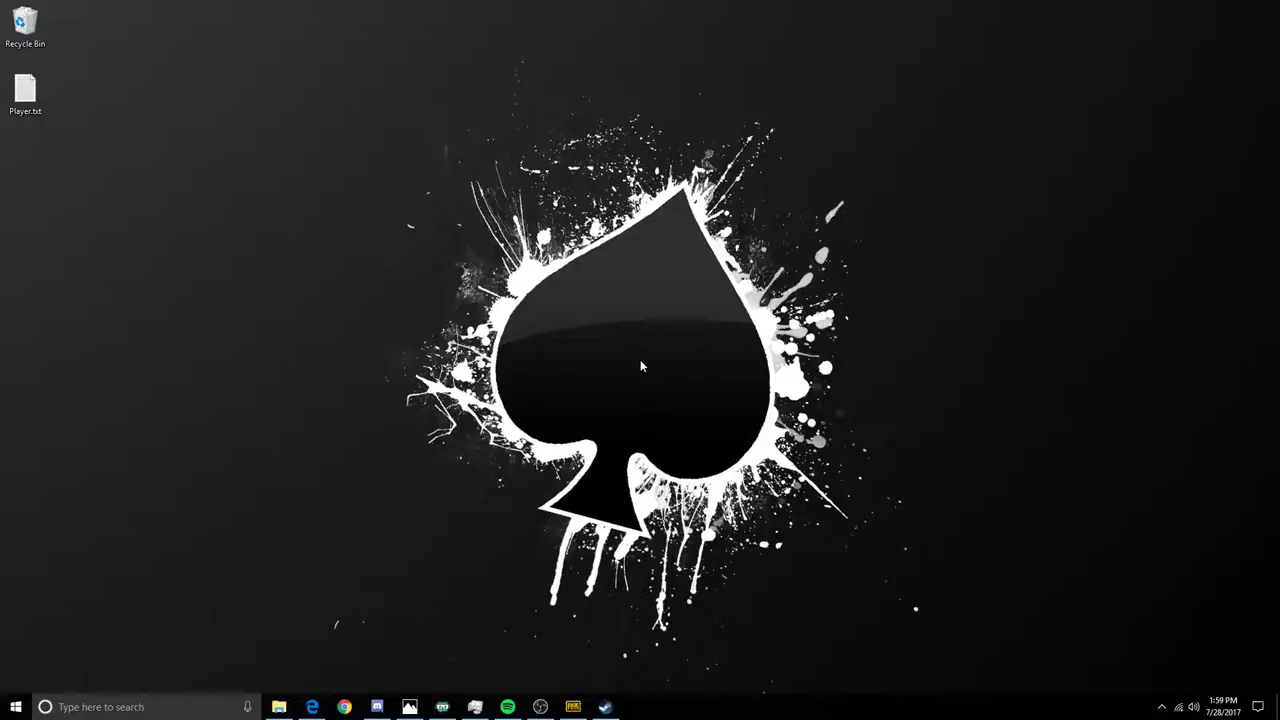 Recycle Bin
Player.txt
Type here to search
1:59 PM
7/28/2017